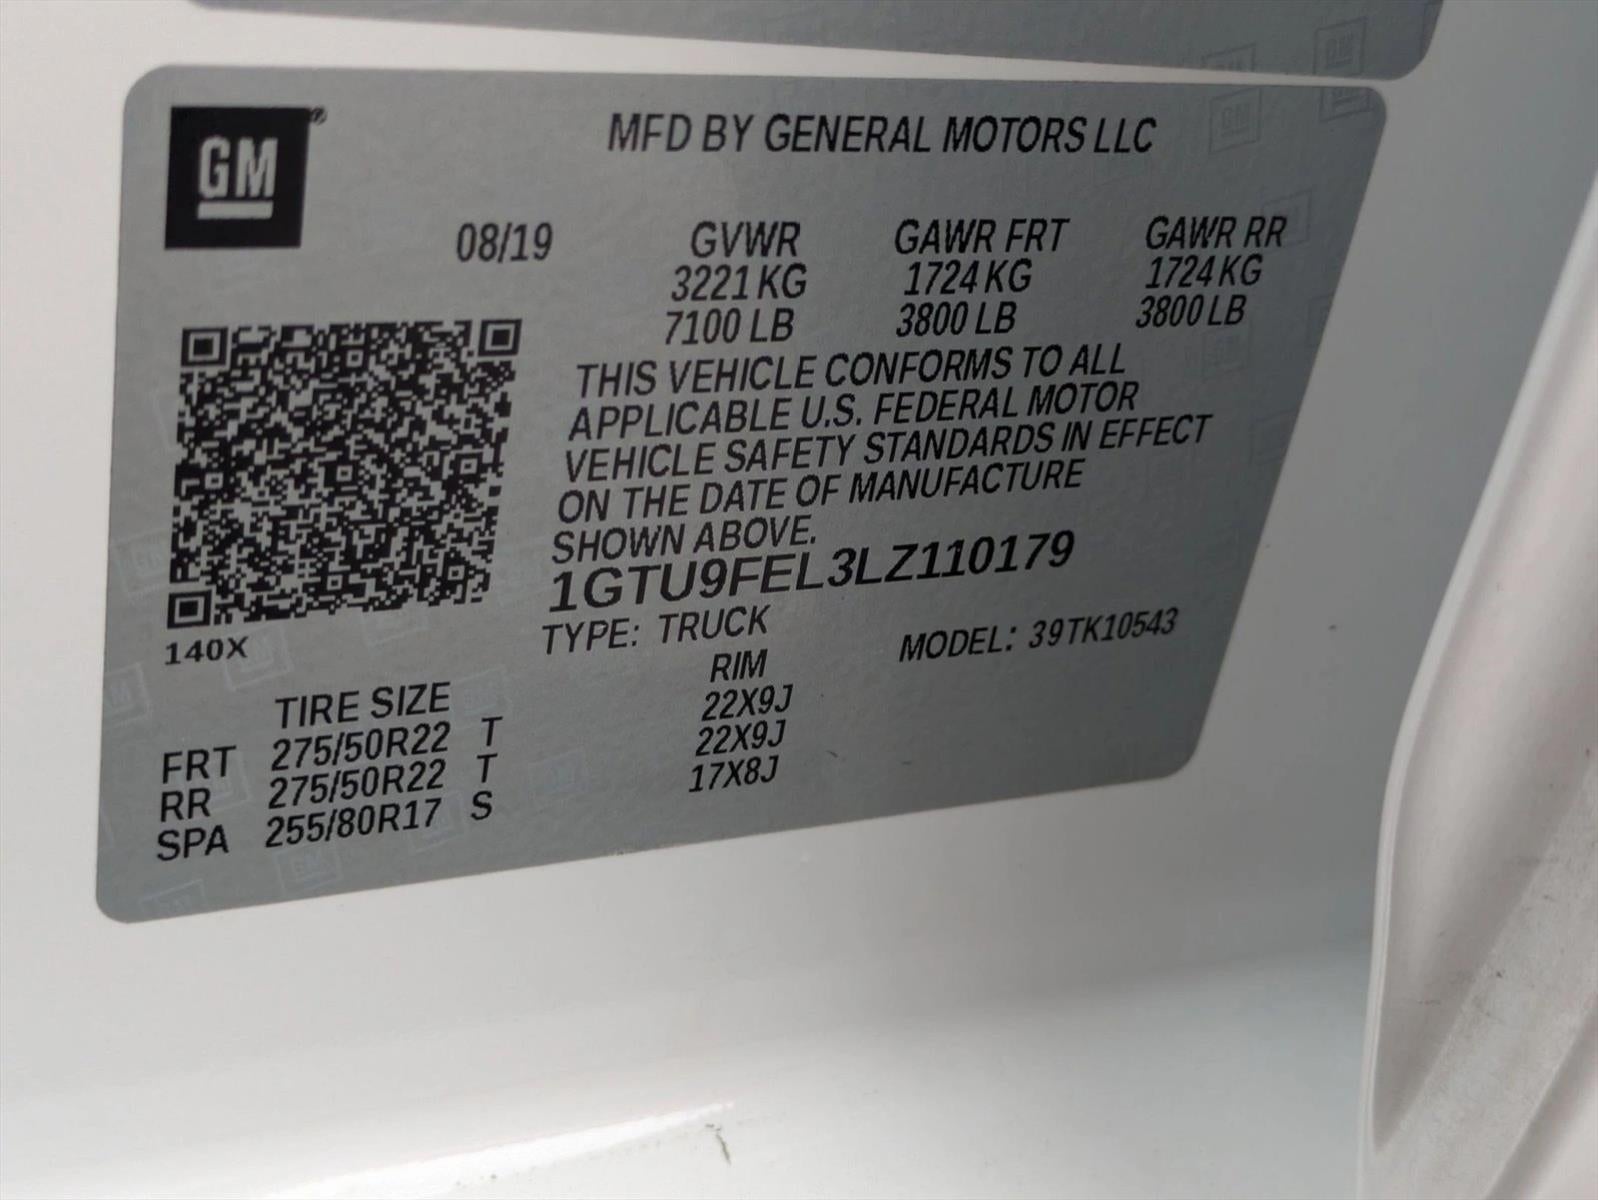 GM
MFD BY GENERAL MOTORS LLC
08/19 GVWR GAWR FRT GAWR RR
3221 KG 1724 KG 1724 KG
7100 LB 3800 LB 3800 LB
THIS VEHICLE CONFORMS TO ALL
APPLICABLE U.S. FEDERAL MOTOR
VEHICLE SAFETY STANDARDS IN EFFECT
ON THE DATE OF MANUFACTURE
SHOWN ABOVE.
1GTU9FEL3LZ110179
140X
TYPE: TRUCK MODEL: 39TK10543
TIRE SIZE RIM
FRT 275/50R22 T 22X9J
RR 275/50R22 T 22X9J
SPA 255/80R17 S 17X8J